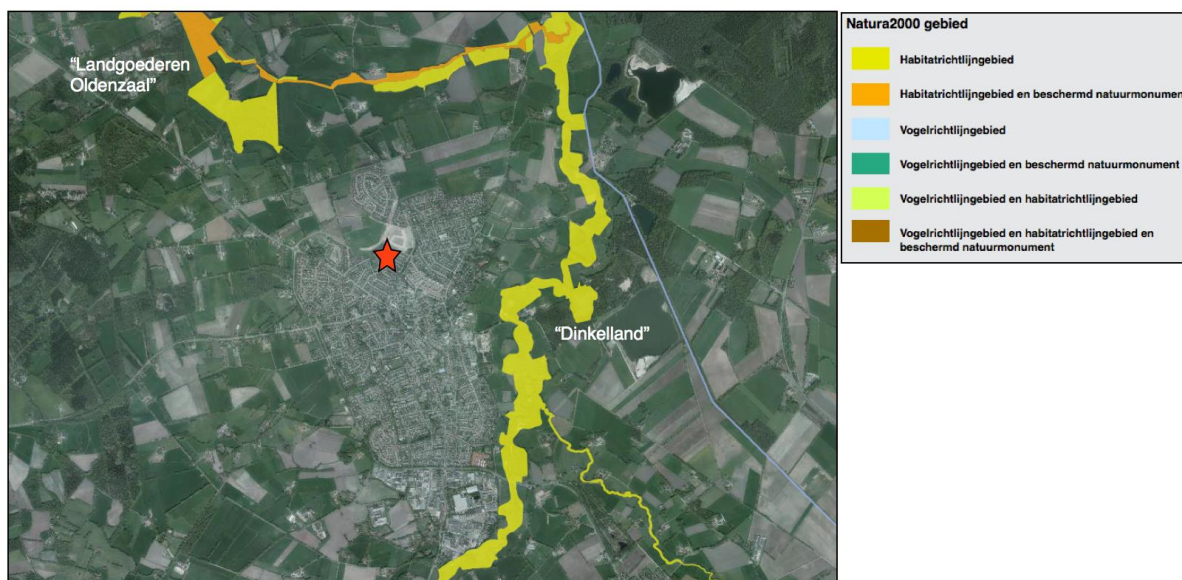 "Landgoederen
Oldenzaal"
"Dinkelland"
Natura2000 gebied
Habitatrichtlijngebied
Habitatrichtlijngebied en beschermd natuurmonument
Vogelrichtlijngebied
Vogelrichtlijngebied en beschermd natuurmonument
Vogelrichtlijngebied en habitatrichtlijngebied
Vogelrichtlijngebied en habitatrichtlijngebied en
beschermd natuurmonument